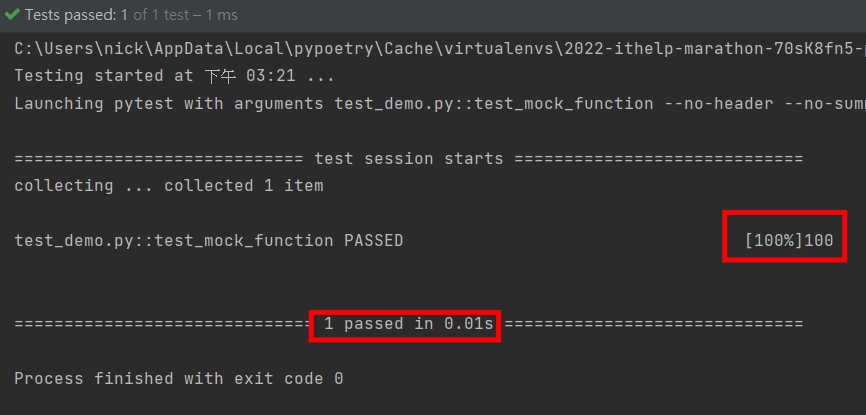 Tests passed: 1 of 1 test – 1 ms
C:\Users\nick\AppData\Local\pypoetry\Cache\virtualenvs\2022-ithelp-marathon-70sK8fn5-
Testing started at 下午 03:21 ...
Launching pytest with arguments test_demo.py::test_mock_function --no-header --no-sum
============================= test session starts =============================
collecting ... collected 1 item
test_demo.py::test_mock_function PASSED [100%]100
============================== 1 passed in 0.01s ==============================
Process finished with exit code 0